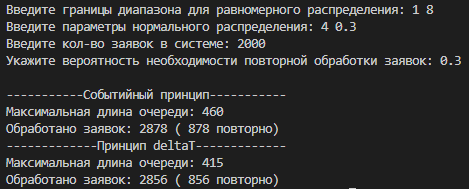 Введите границы диапазона для равномерного распределения: 1 8
Введите параметры нормального распределения: 4 0.3
Введите кол-во заявок в системе: 2000
Укажите вероятность необходимости повторной обработки заявок: 0.3
-----------Событийный принцип-----------
Максимальная длина очереди: 460
Обработано заявок: 2878 ( 878 повторно)
-------------Принцип deltaT-------------
Максимальная длина очереди: 415
Обработано заявок: 2856 ( 856 повторно)